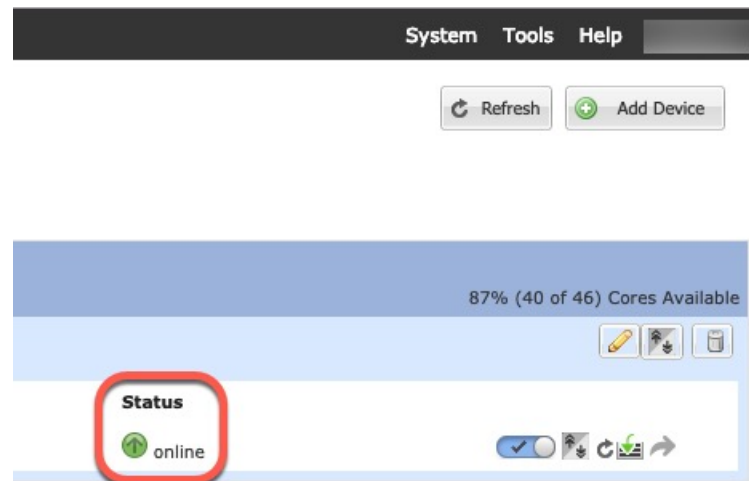 System Tools Help
Refresh Add Device
87% (40 of 46) Cores Available
Status
online